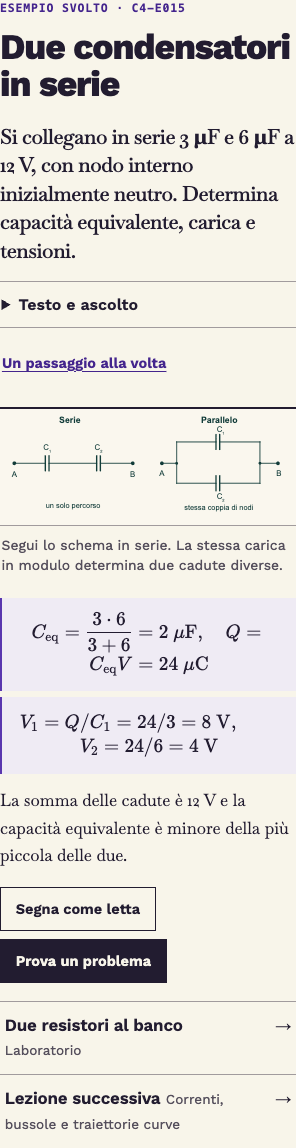 ESEMPIO SVOLTO · C4–E015
Due condensatori
in serie
Si collegano in serie 3 μF e 6 μF a
12 V, con nodo interno
inizialmente neutro. Determina
capacità equivalente, carica e
tensioni.
▶ Testo e ascolto
Un passaggio alla volta
Serie Parallelo
C₁ C₂ C₁
A B A B
C₂
un solo percorso stessa coppia di nodi
Segui lo schema in serie. La stessa carica
in modulo determina due cadute diverse.
C_eq = (3 · 6)/(3 + 6) = 2 μF, Q =
C_eq V = 24 μC
V₁ = Q/C₁ = 24/3 = 8 V,
V₂ = 24/6 = 4 V
La somma delle cadute è 12 V e la
capacità equivalente è minore della più
piccola delle due.
Segna come letta
Prova un problema
Due resistori al banco →
Laboratorio
Lezione successiva Correnti, →
bussole e traiettorie curve